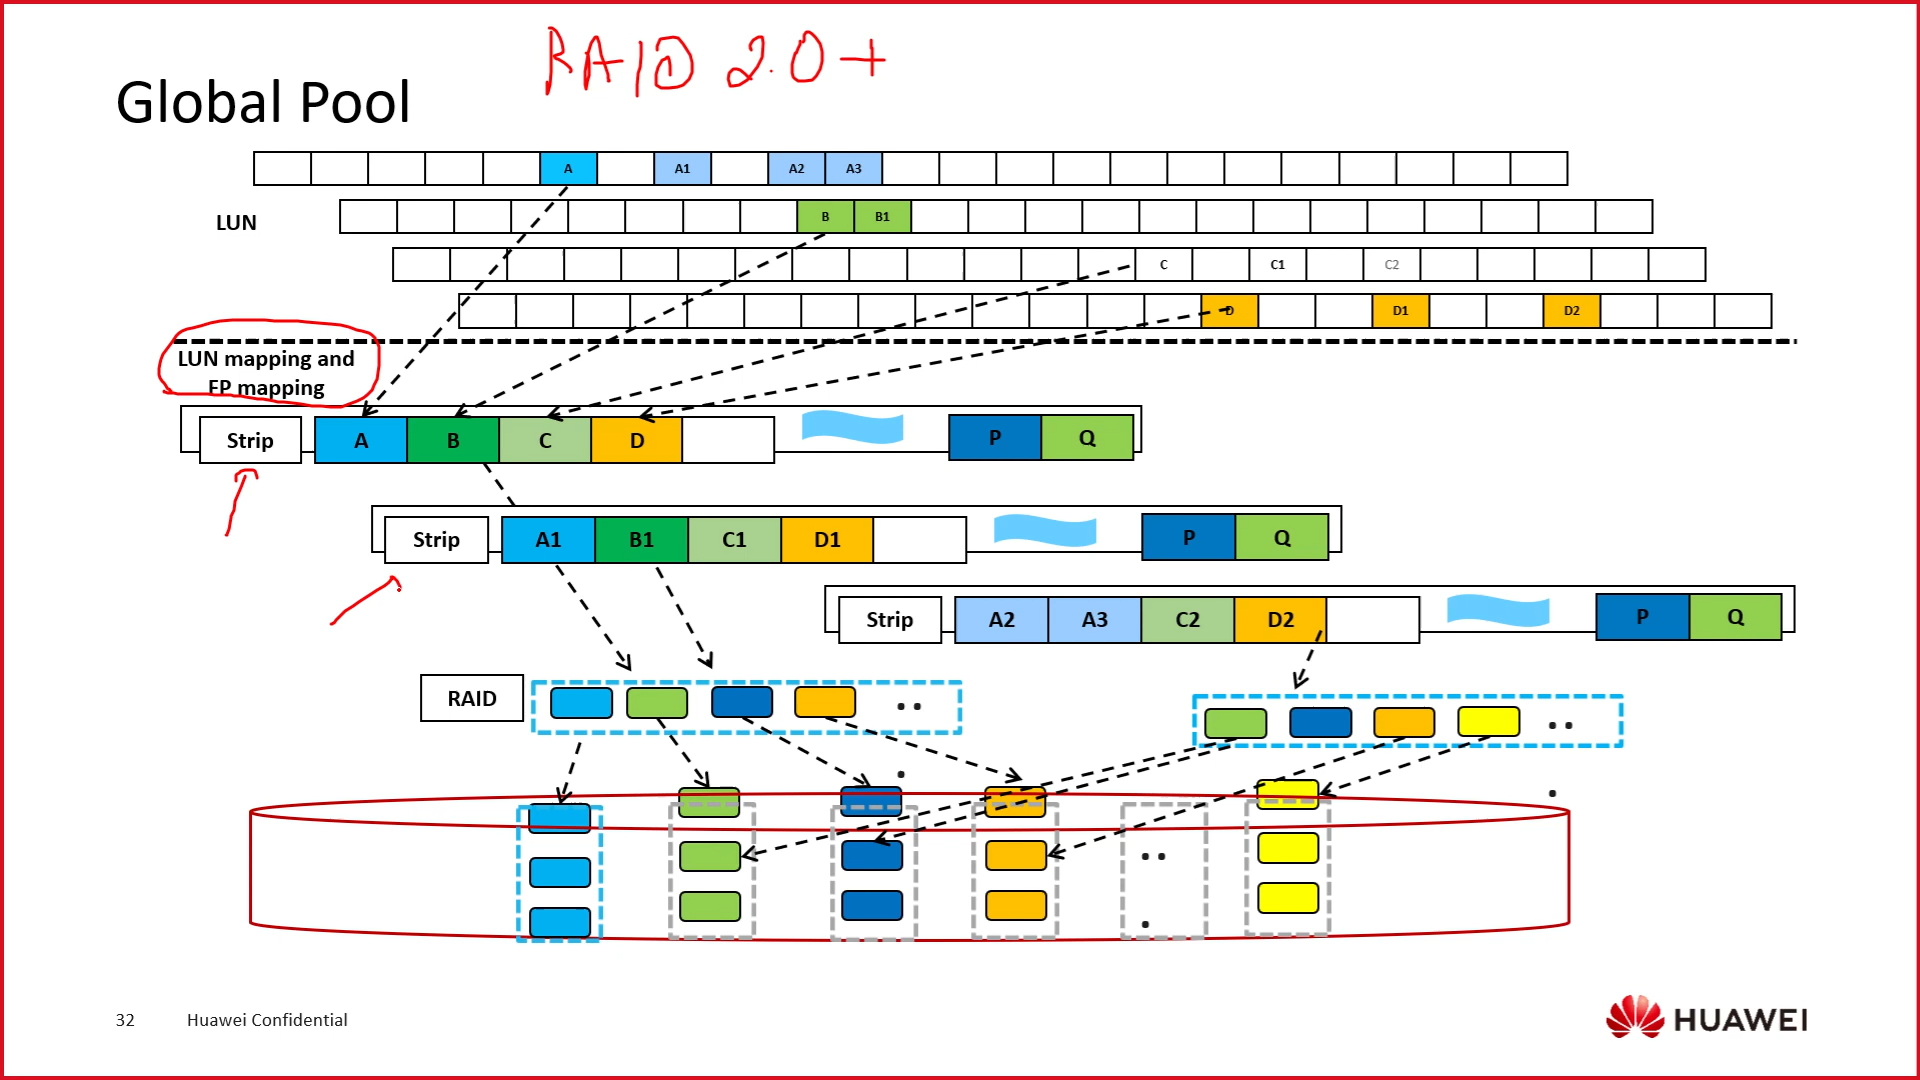 RAID 2.0+
Global Pool
A A1 A2 A3
LUN
B B1
C C1 C2
D D1 D2
LUN mapping and
FP mapping
Strip A B C D P Q
Strip A1 B1 C1 D1 P Q
Strip A2 A3 C2 D2 P Q
RAID
32 Huawei Confidential
HUAWEI